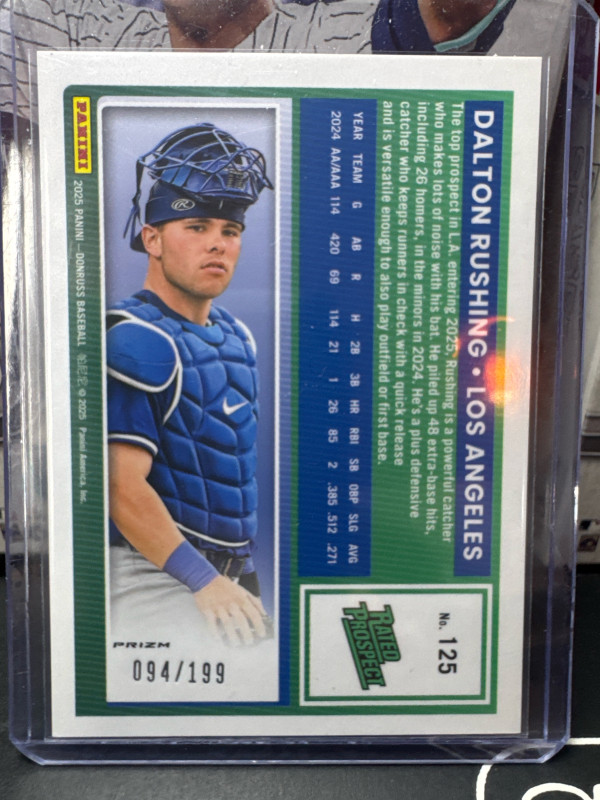 DALTON RUSHING • LOS ANGELES
The top prospect in L.A. entering 2025, Rushing is a powerful catcher
who makes lots of noise with his bat. He piled up 48 extra-base hits,
including 26 homers, in the minors in 2024. He's a plus defensive
catcher who keeps runners in check with a quick release
and is versatile enough to also play outfield or first base.
YEAR TEAM G AB R H 2B 3B HR RBI SB OBP SLG AVG
2024 AA/AAA 114 420 69 114 21 1 26 85 2 .385 .512 .271
No. 125
RATED
PROSPECT
R
PRIZM
094/199
PANINI
2025 PANINI – DONRUSS BASEBALL © 2025 Panini America, Inc.